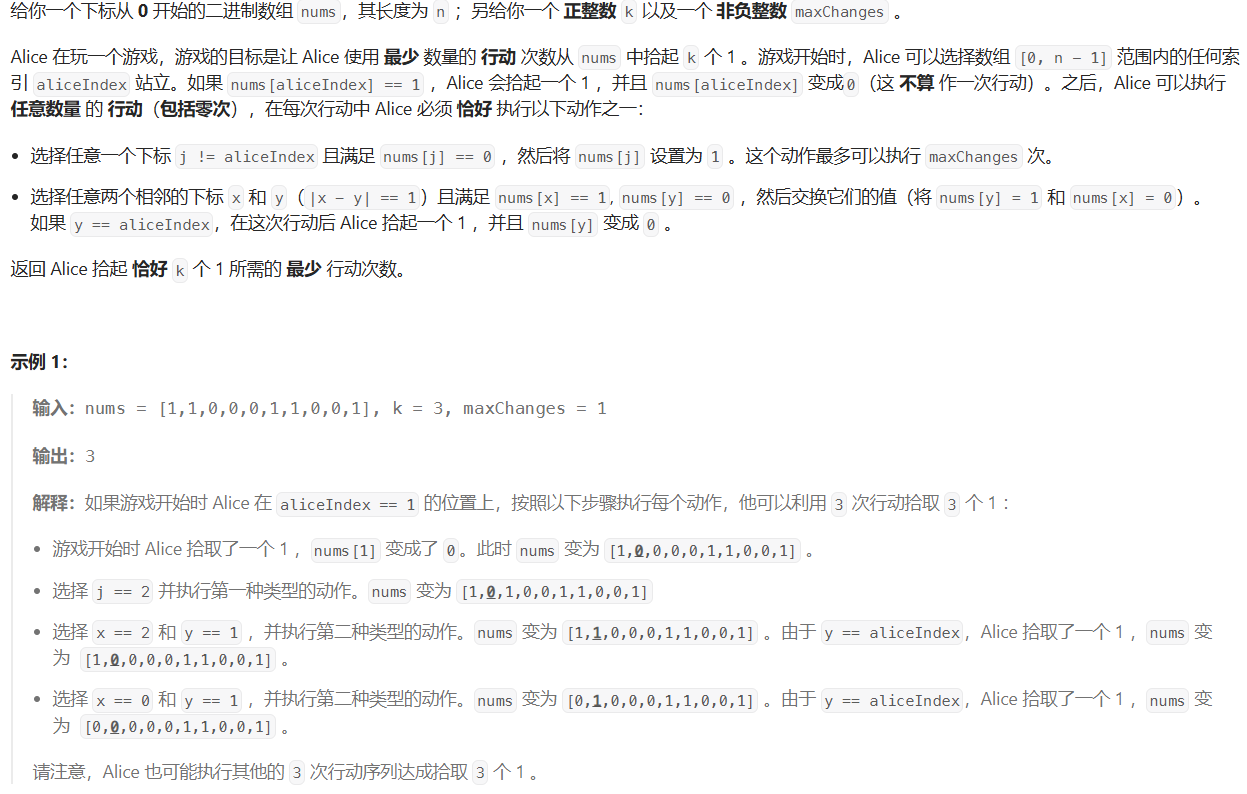 给你一个下标从 0 开始的二进制数组 nums，其长度为 n ；另给你一个 正整数 k 以及一个 非负整数 maxChanges 。
Alice 在玩一个游戏，游戏的目标是让 Alice 使用 最少 数量的 行动 次数从 nums 中拾起 k 个 1 。游戏开始时，Alice 可以选择数组 [0, n - 1] 范围内的任何索
引 aliceIndex 站立。如果 nums[aliceIndex] == 1 ，Alice 会拾起一个 1 ，并且 nums[aliceIndex] 变成0（这 不算 作一次行动）。之后，Alice 可以执行
任意数量 的 行动（包括零次），在每次行动中 Alice 必须 恰好 执行以下动作之一：
• 选择任意一个下标 j != aliceIndex 且满足 nums[j] == 0 ，然后将 nums[j] 设置为 1 。这个动作最多可以执行 maxChanges 次。
• 选择任意两个相邻的下标 x 和 y（|x - y| == 1）且满足 nums[x] == 1, nums[y] == 0 ，然后交换它们的值（将 nums[y] = 1 和 nums[x] = 0）。
如果 y == aliceIndex，在这次行动后 Alice 拾起一个 1 ，并且 nums[y] 变成 0 。
返回 Alice 拾起 恰好 k 个 1 所需的 最少 行动次数。
示例 1：
输入：nums = [1,1,0,0,0,1,1,0,0,1], k = 3, maxChanges = 1
输出：3
解释：如果游戏开始时 Alice 在 aliceIndex == 1 的位置上，按照以下步骤执行每个动作，他可以利用 3 次行动拾取 3 个 1 ：
• 游戏开始时 Alice 拾取了一个 1 ，nums[1] 变成了 0。此时 nums 变为 [1,0,0,0,0,1,1,0,0,1] 。
• 选择 j == 2 并执行第一种类型的动作。nums 变为 [1,0,1,0,0,1,1,0,0,1]
• 选择 x == 2 和 y == 1 ，并执行第二种类型的动作。nums 变为 [1,1,0,0,0,1,1,0,0,1] 。由于 y == aliceIndex，Alice 拾取了一个 1 ，nums 变
为 [1,0,0,0,0,1,1,0,0,1] 。
• 选择 x == 0 和 y == 1 ，并执行第二种类型的动作。nums 变为 [0,1,0,0,0,1,1,0,0,1] 。由于 y == aliceIndex，Alice 拾取了一个 1 ，nums 变
为 [0,0,0,0,0,1,1,0,0,1] 。
请注意，Alice 也可能执行其他的 3 次行动序列达成拾取 3 个 1 。